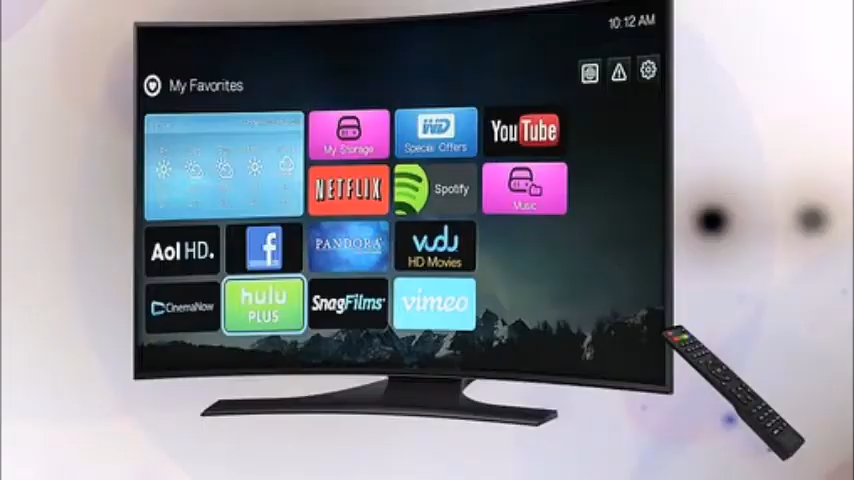 10:12 AM
My Favorites
My Storage
WD
Special Offers
YouTube
NETFLIX
Spotify
Music
Aol HD.
f
PANDORA
vudu
HD Movies
CinemaNow
hulu
PLUS
SnagFilms
vimeo